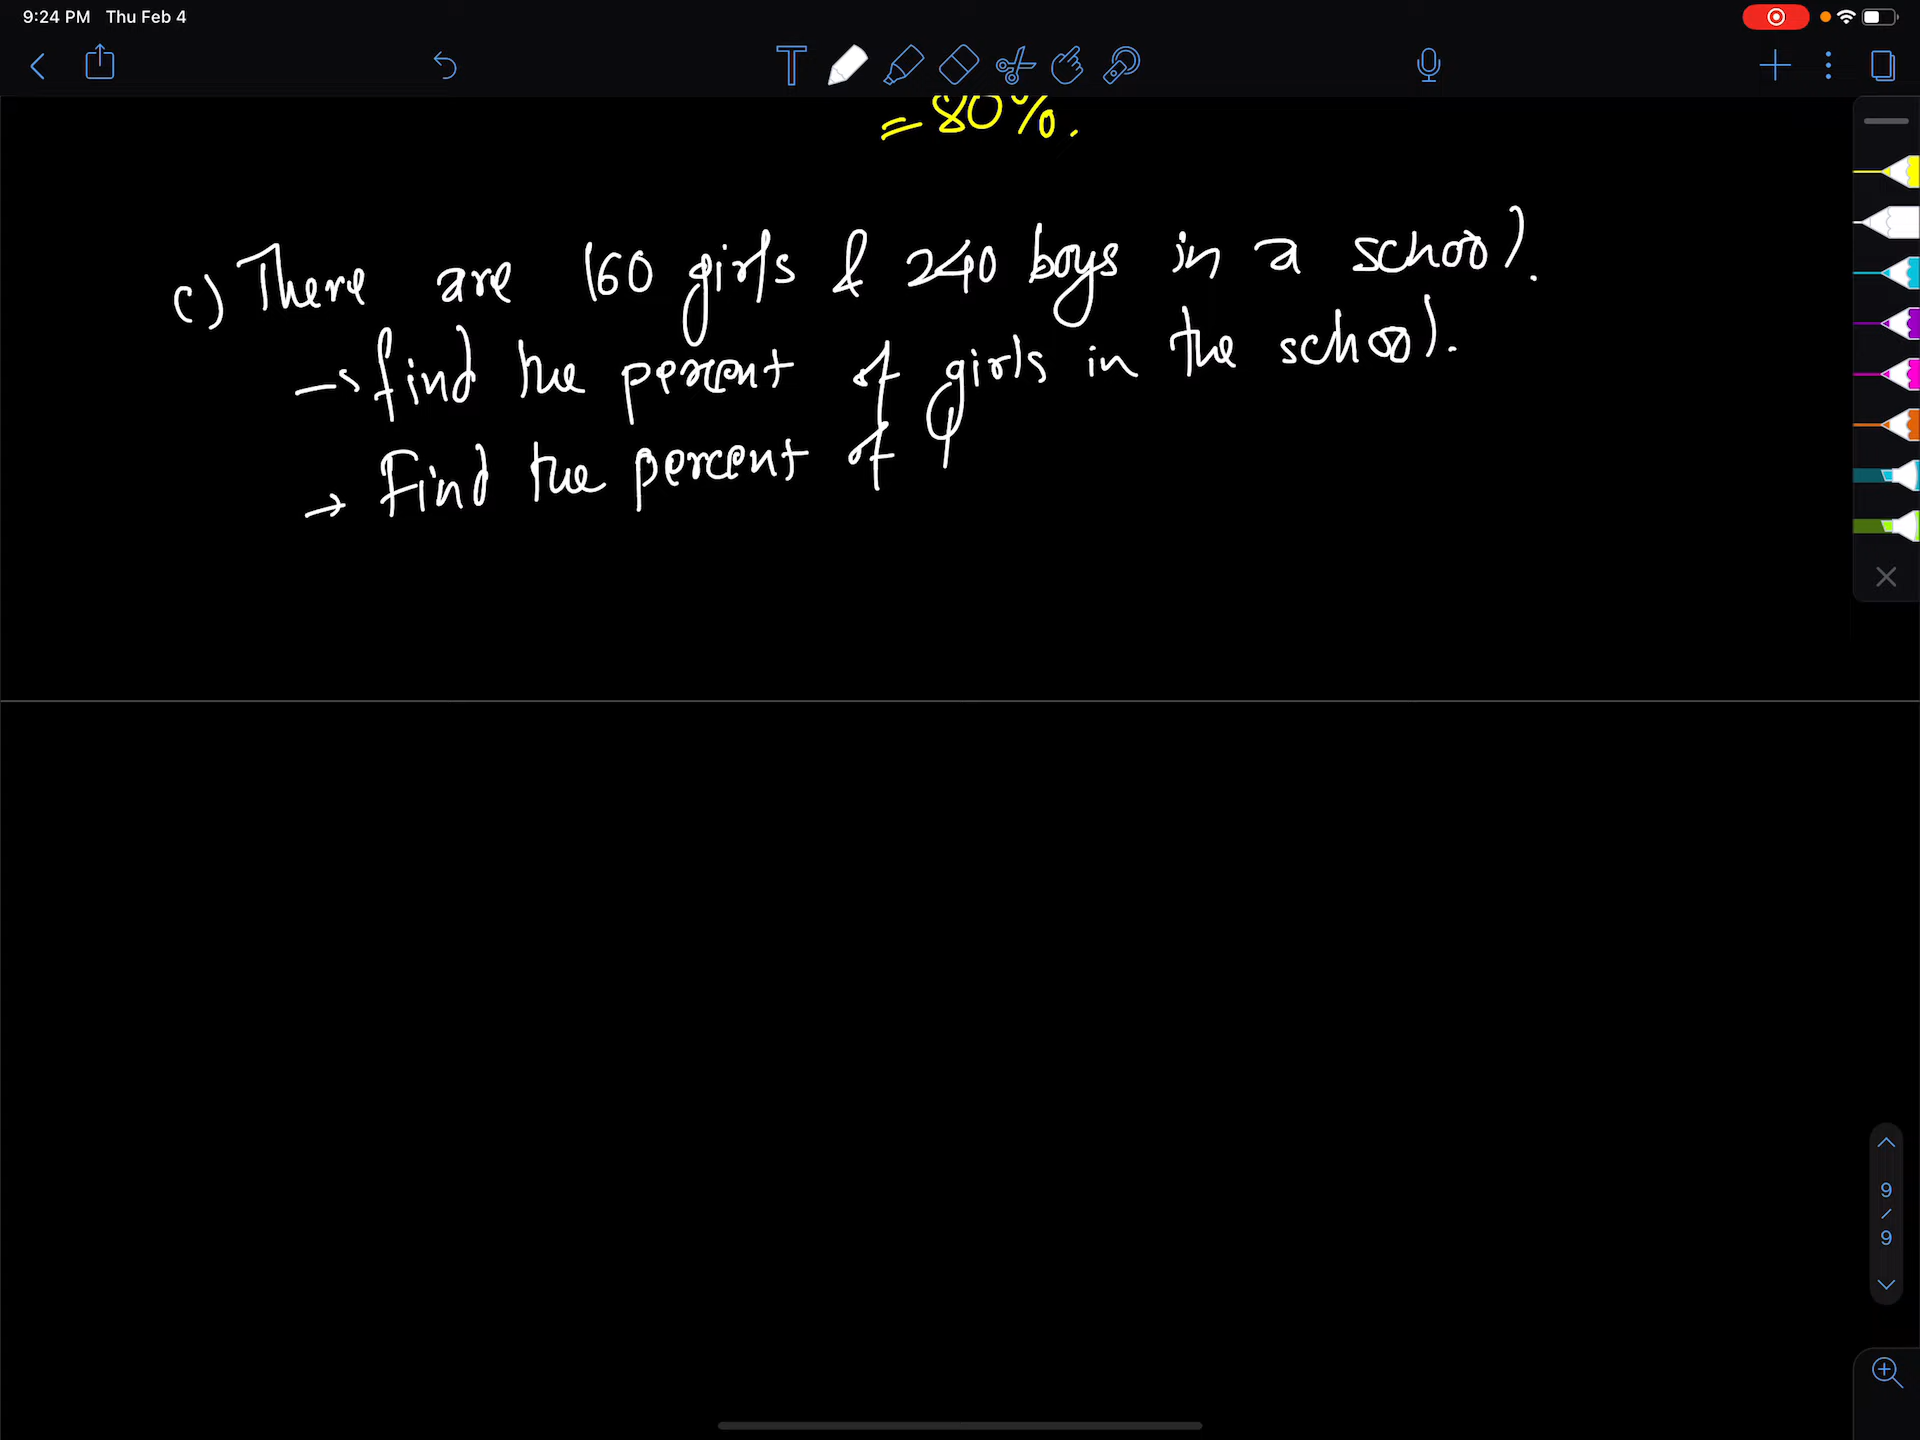 9:24 PM Thu Feb 4
= 80%.
c) There are 160 girls & 240 boys in a school.
→ find the percent of girls in the school.
→ Find the percent of
9
/
9